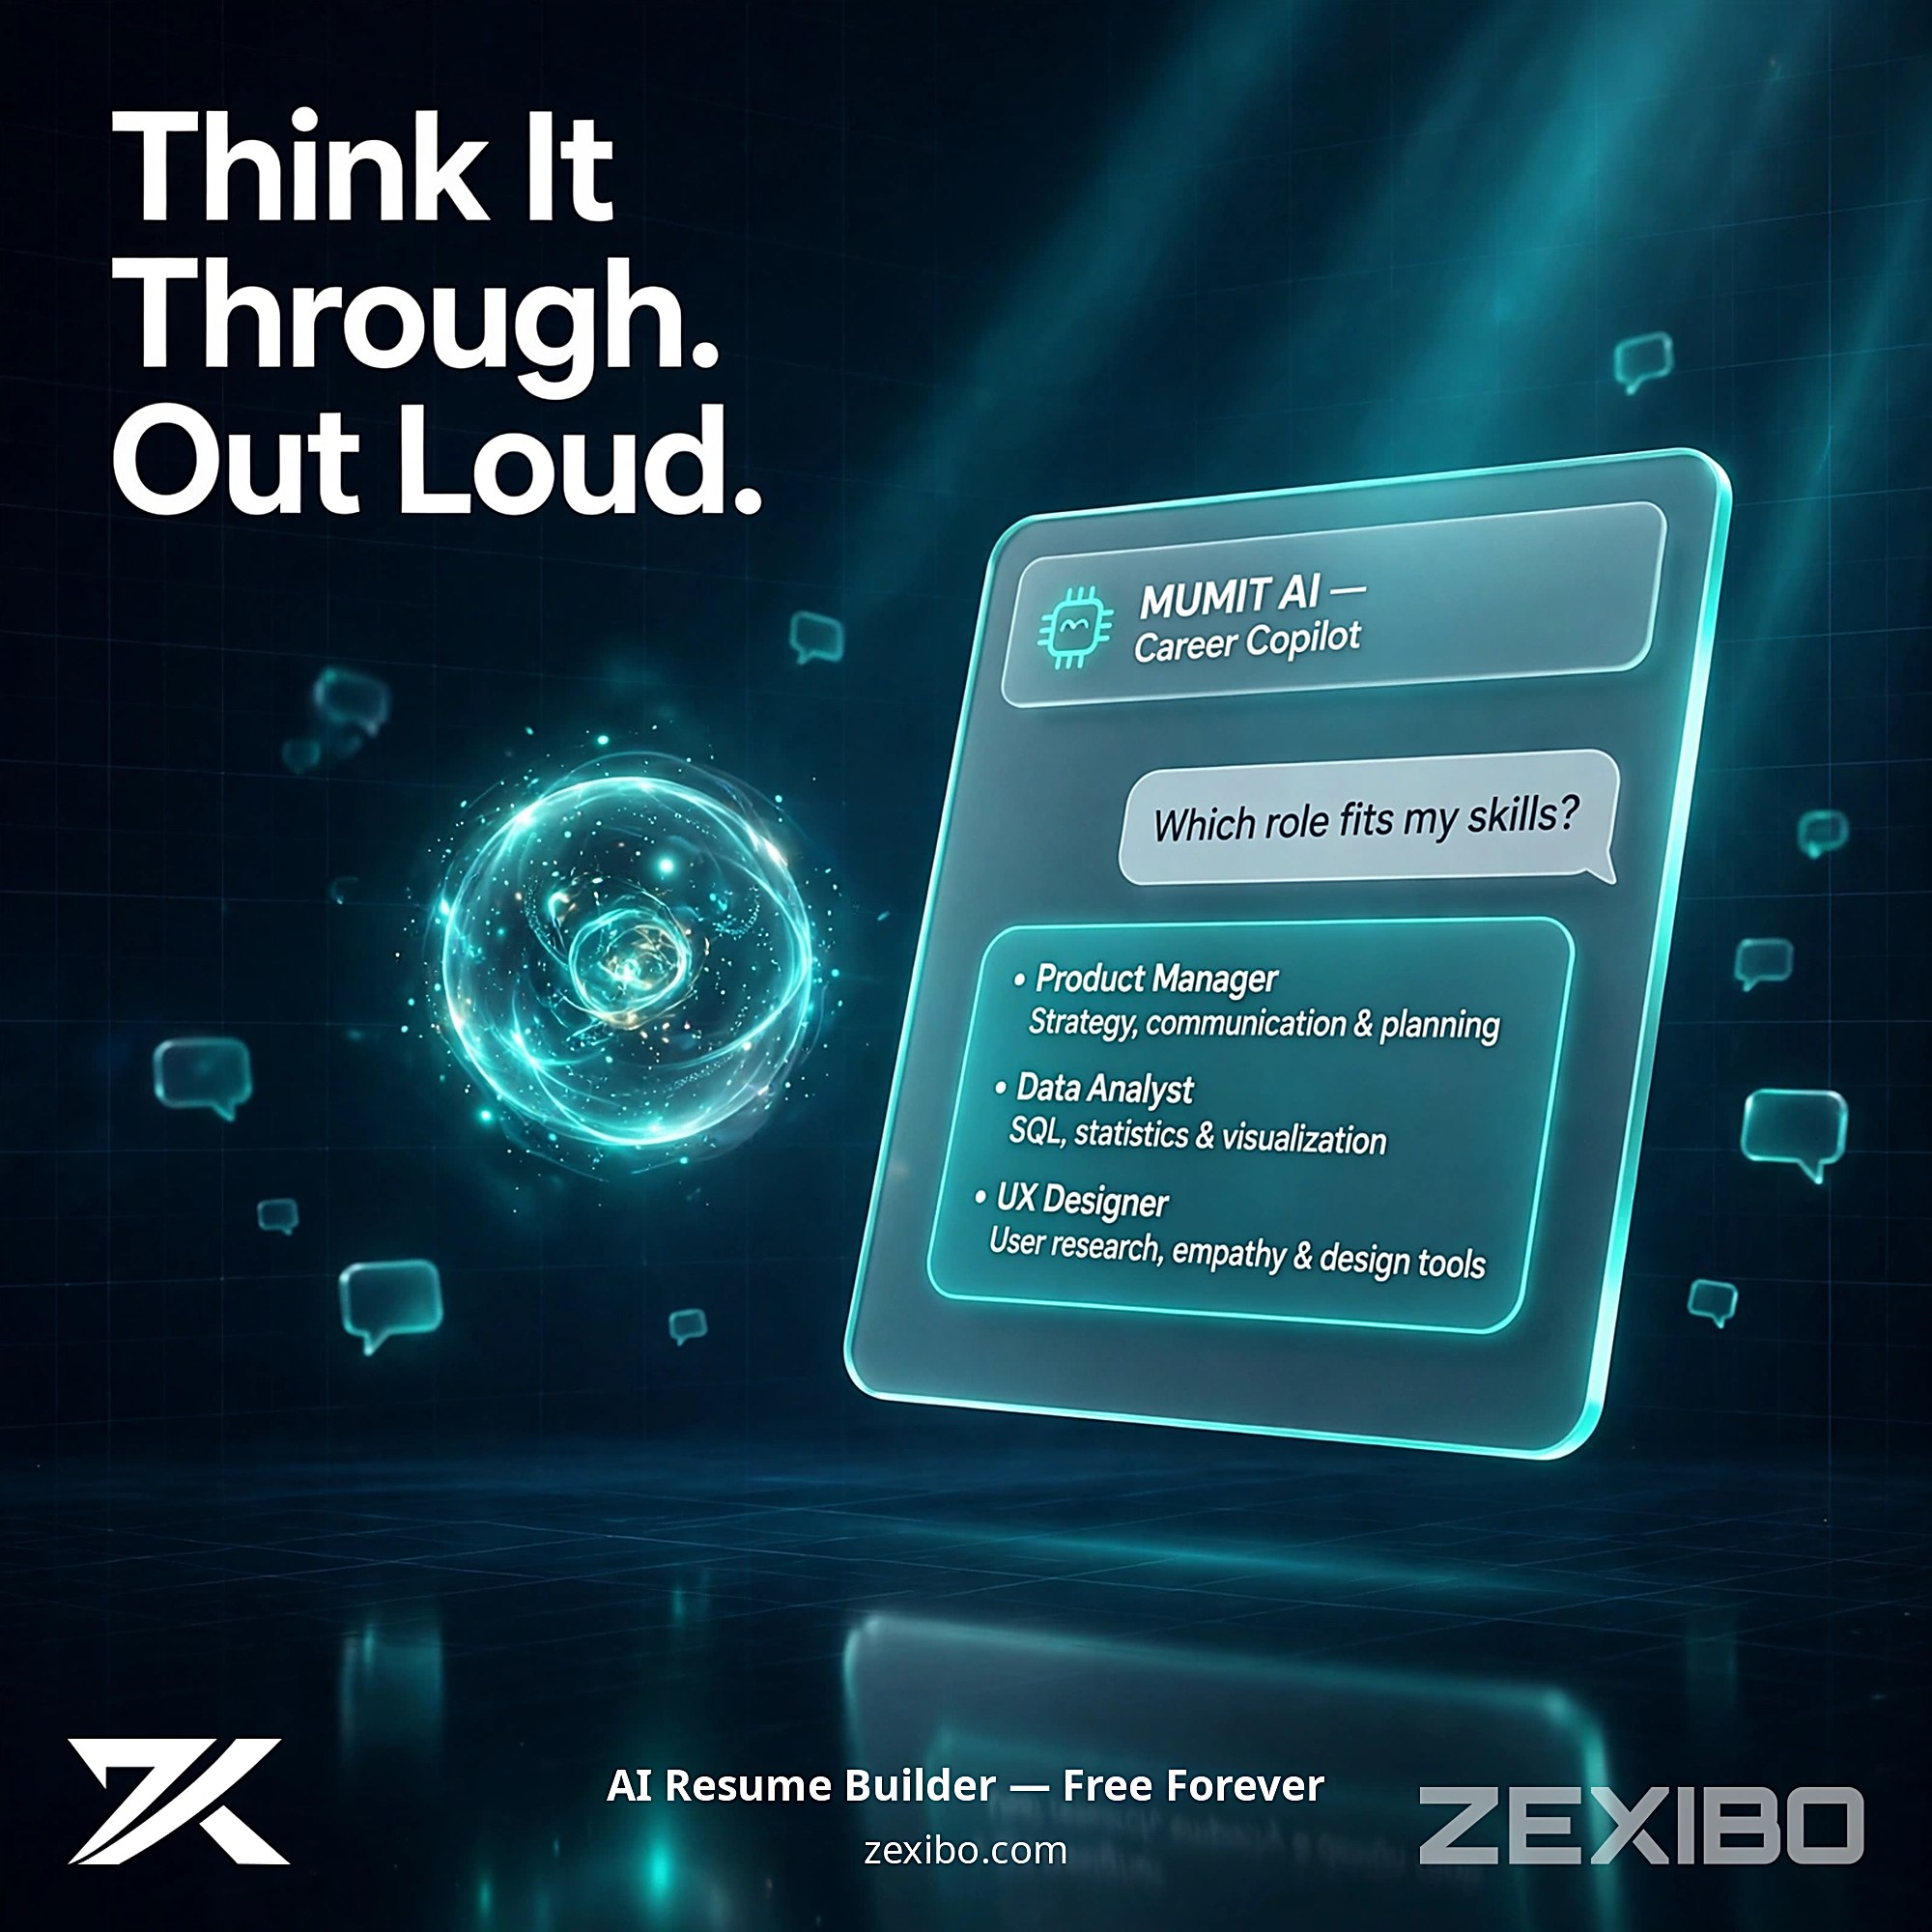 Think It
Through.
Out Loud.
MUMIT AI —
Career Copilot
Which role fits my skills?
• Product Manager
Strategy, communication & planning
• Data Analyst
SQL, statistics & visualization
• UX Designer
User research, empathy & design tools
AI Resume Builder — Free Forever
zexibo.com
ZEXIBO